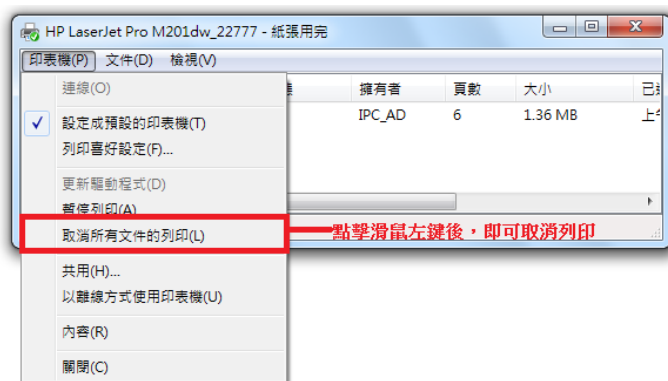 HP LaserJet Pro M201dw_22777 - 紙張用完
印表機(P) 文件(D) 檢視(V)
擁有者 頁數 大小
IPC_AD 6 1.36 MB
連線(O)
設定成預設的印表機(T)
列印喜好設定(F)...
更新驅動程式(D)
暫停列印(A)
取消所有文件的列印(L)
點擊滑鼠左鍵後，即可取消列印
共用(H)...
以離線方式使用印表機(U)
內容(R)
關閉(C)